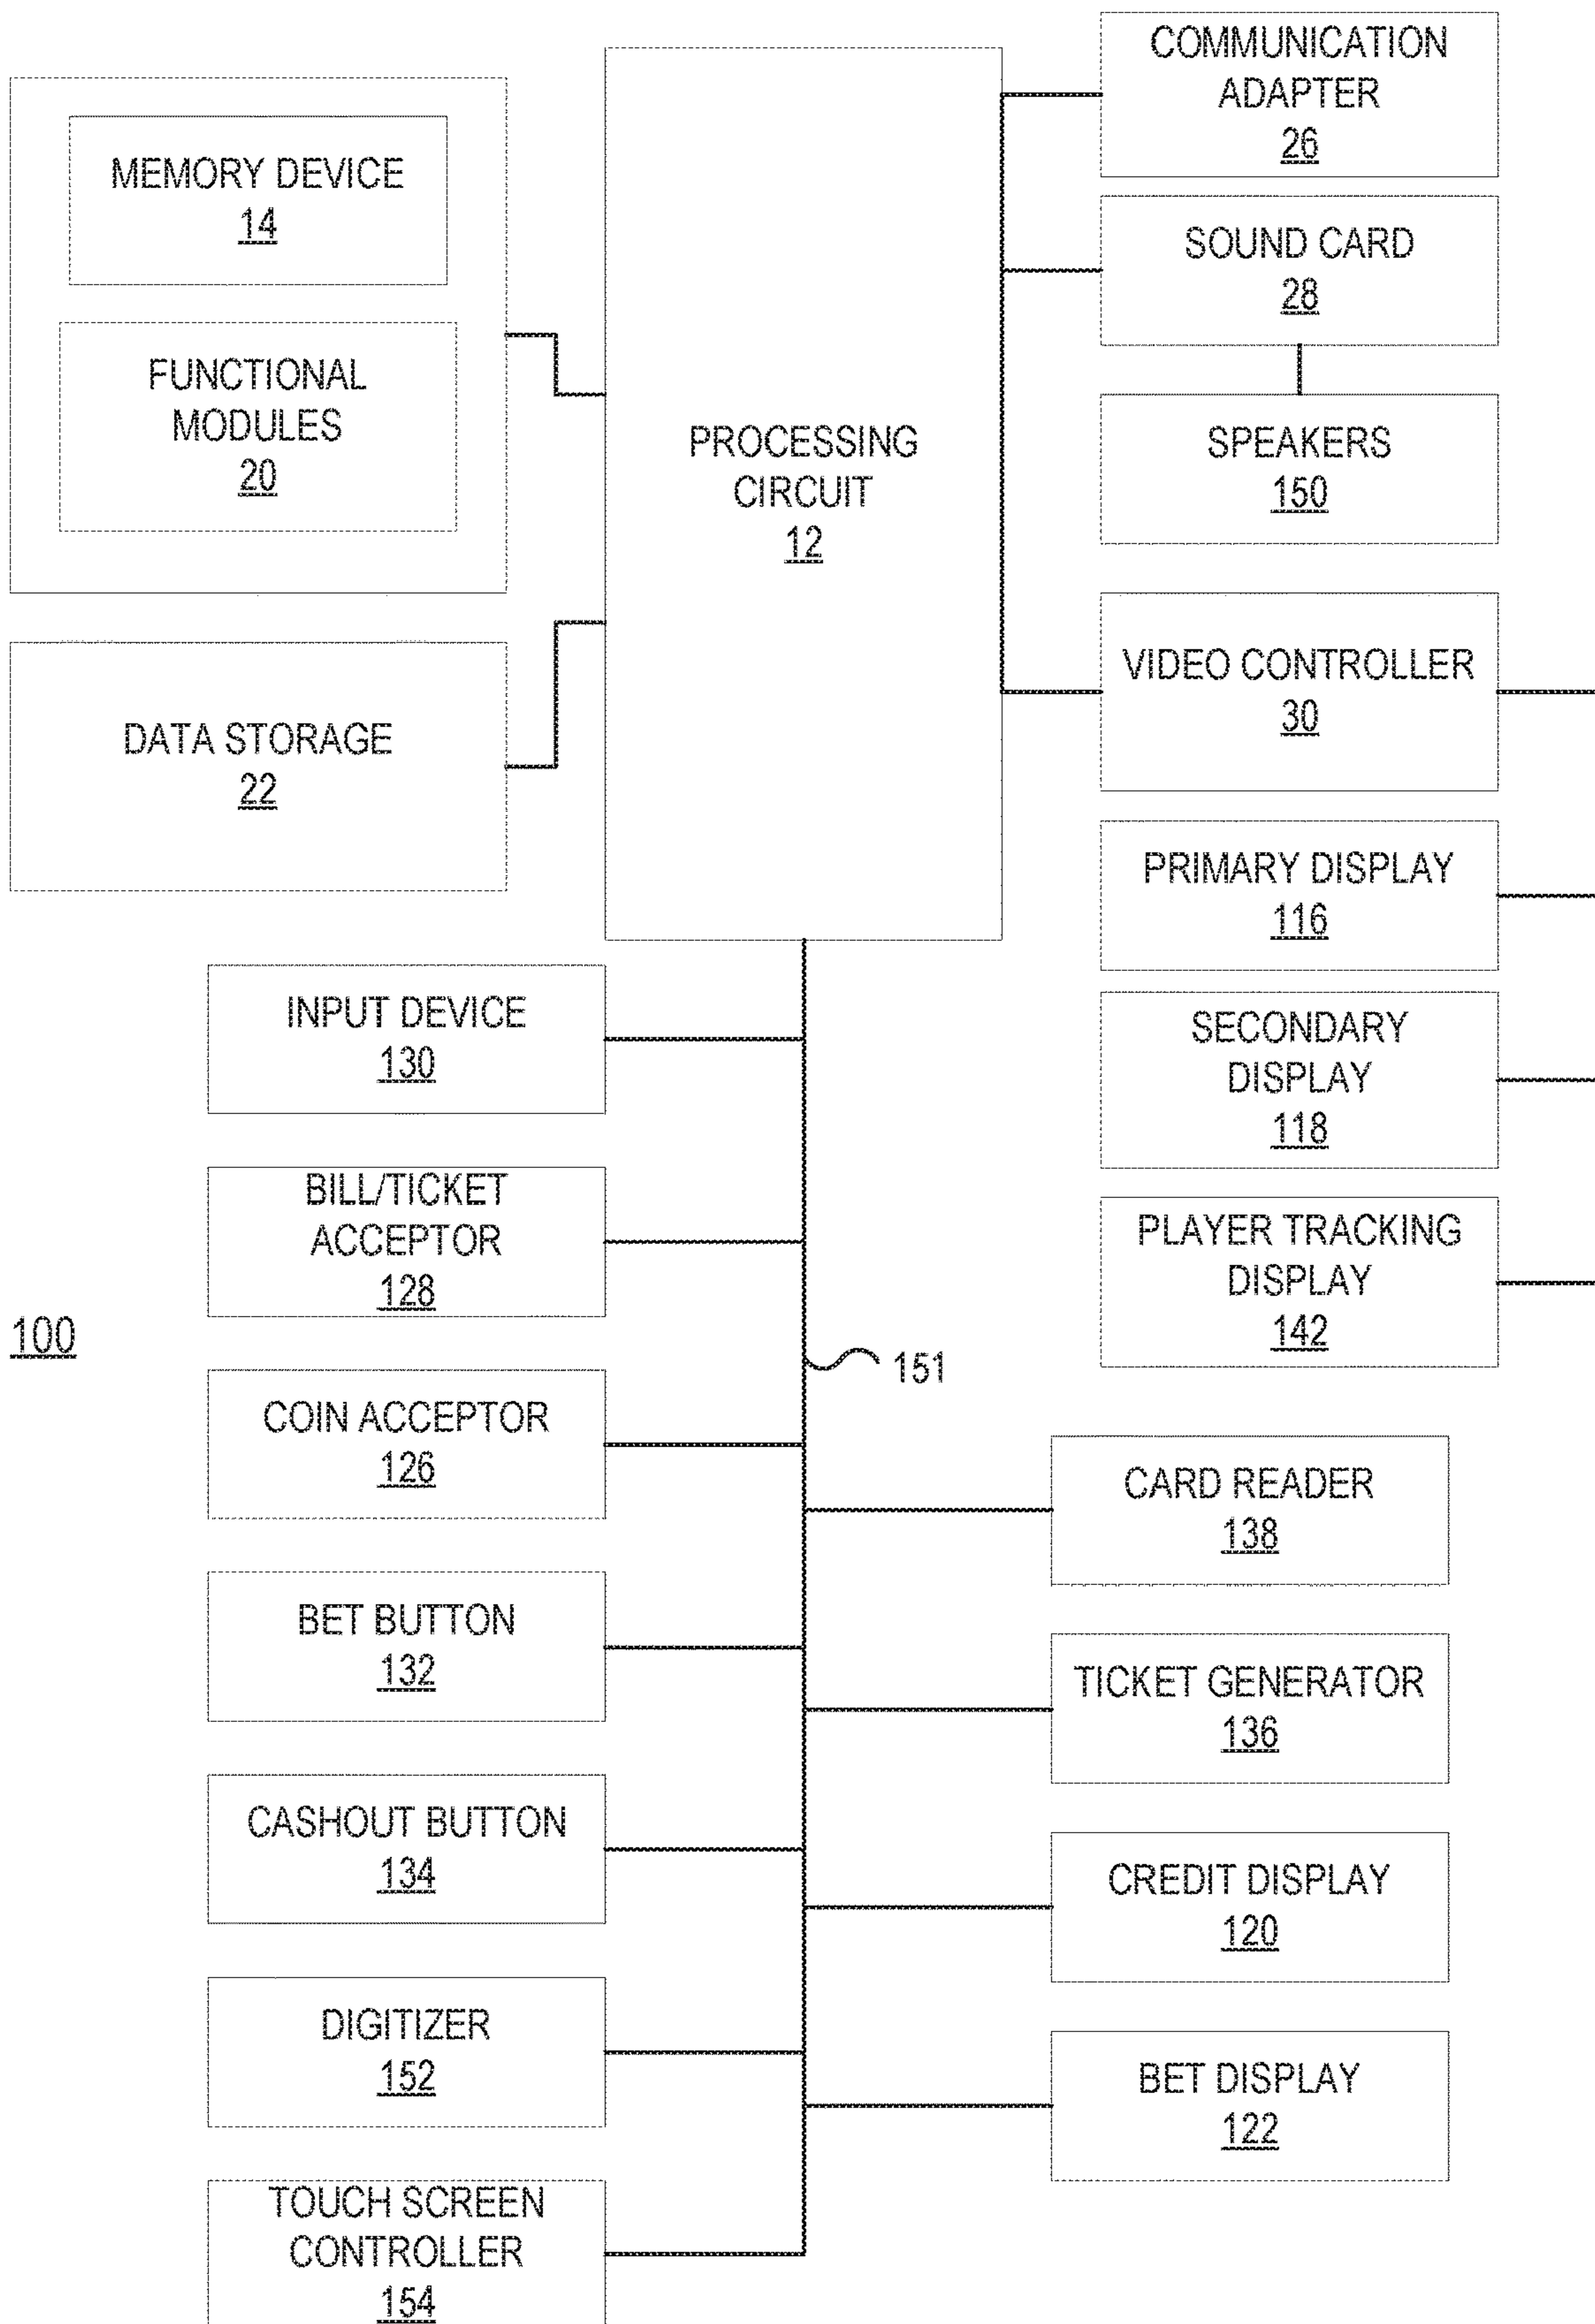 MEMORY DEVICE
14
FUNCTIONAL
MODULES
20
DATA STORAGE
22
PROCESSING
CIRCUIT
12
COMMUNICATION
ADAPTER
26
SOUND CARD
28
SPEAKERS
150
VIDEO CONTROLLER
30
PRIMARY DISPLAY
116
SECONDARY
DISPLAY
118
PLAYER TRACKING
DISPLAY
142
INPUT DEVICE
130
BILL/TICKET
ACCEPTOR
128
100
151
COIN ACCEPTOR
126
BET BUTTON
132
CASHOUT BUTTON
134
DIGITIZER
152
TOUCH SCREEN
CONTROLLER
154
CARD READER
138
TICKET GENERATOR
136
CREDIT DISPLAY
120
BET DISPLAY
122